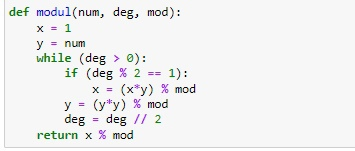 def modul(num, deg, mod):
    x = 1
    y = num
    while (deg > 0):
        if (deg % 2 == 1):
            x = (x*y) % mod
        y = (y*y) % mod
        deg = deg // 2
    return x % mod